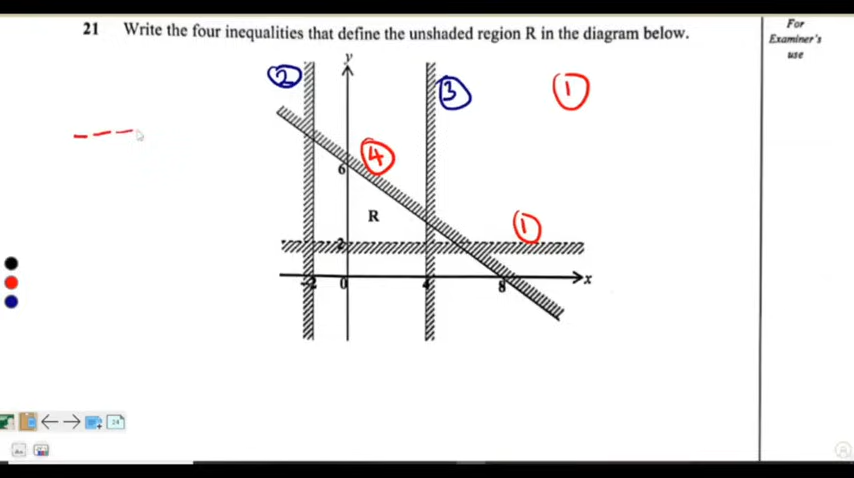 21 Write the four inequalities that define the unshaded region R in the diagram below.
For
Examiner's
use
y
2
3
1
4
6
R
1
2
-2
0
4
8
x
24